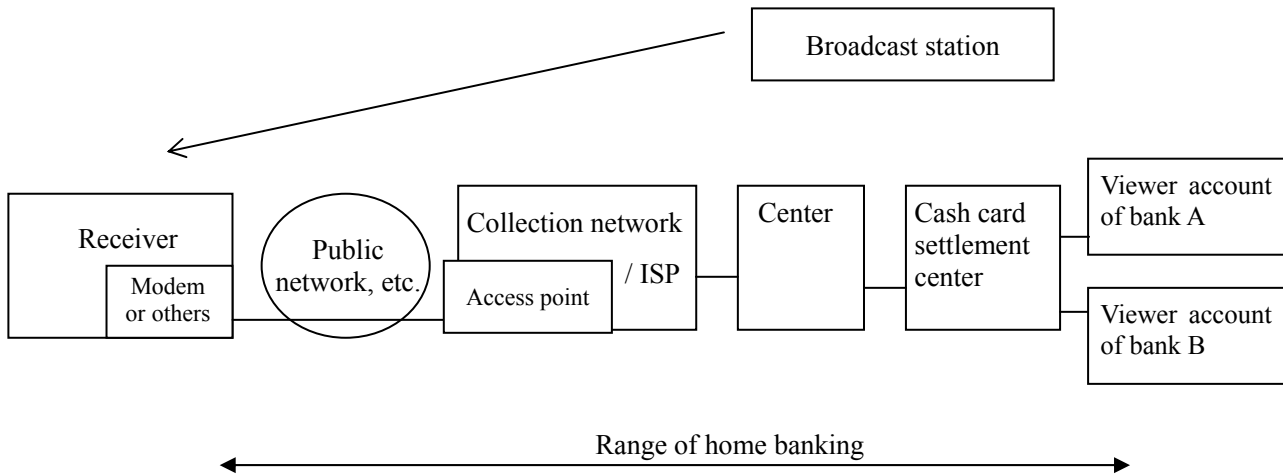 Broadcast station
Receiver
Modem
or others
Public
network, etc.
Collection network
/ ISP
Access point
Center
Cash card
settlement
center
Viewer account
of bank A
Viewer account
of bank B
Range of home banking